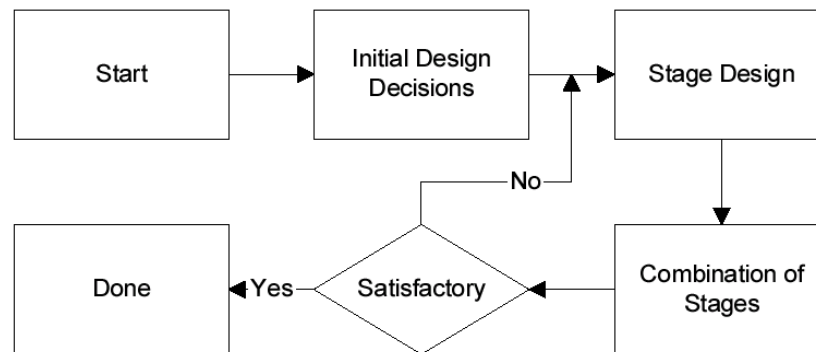 Start
Initial Design
Decisions
Stage Design
No
Done
Yes
Satisfactory
Combination of
Stages